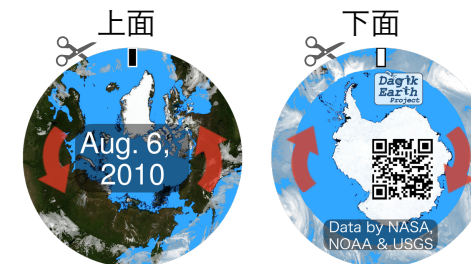 上面
Aug. 6,
2010
下面
Dagik
Earth
Project
Data by NASA,
NOAA & USGS